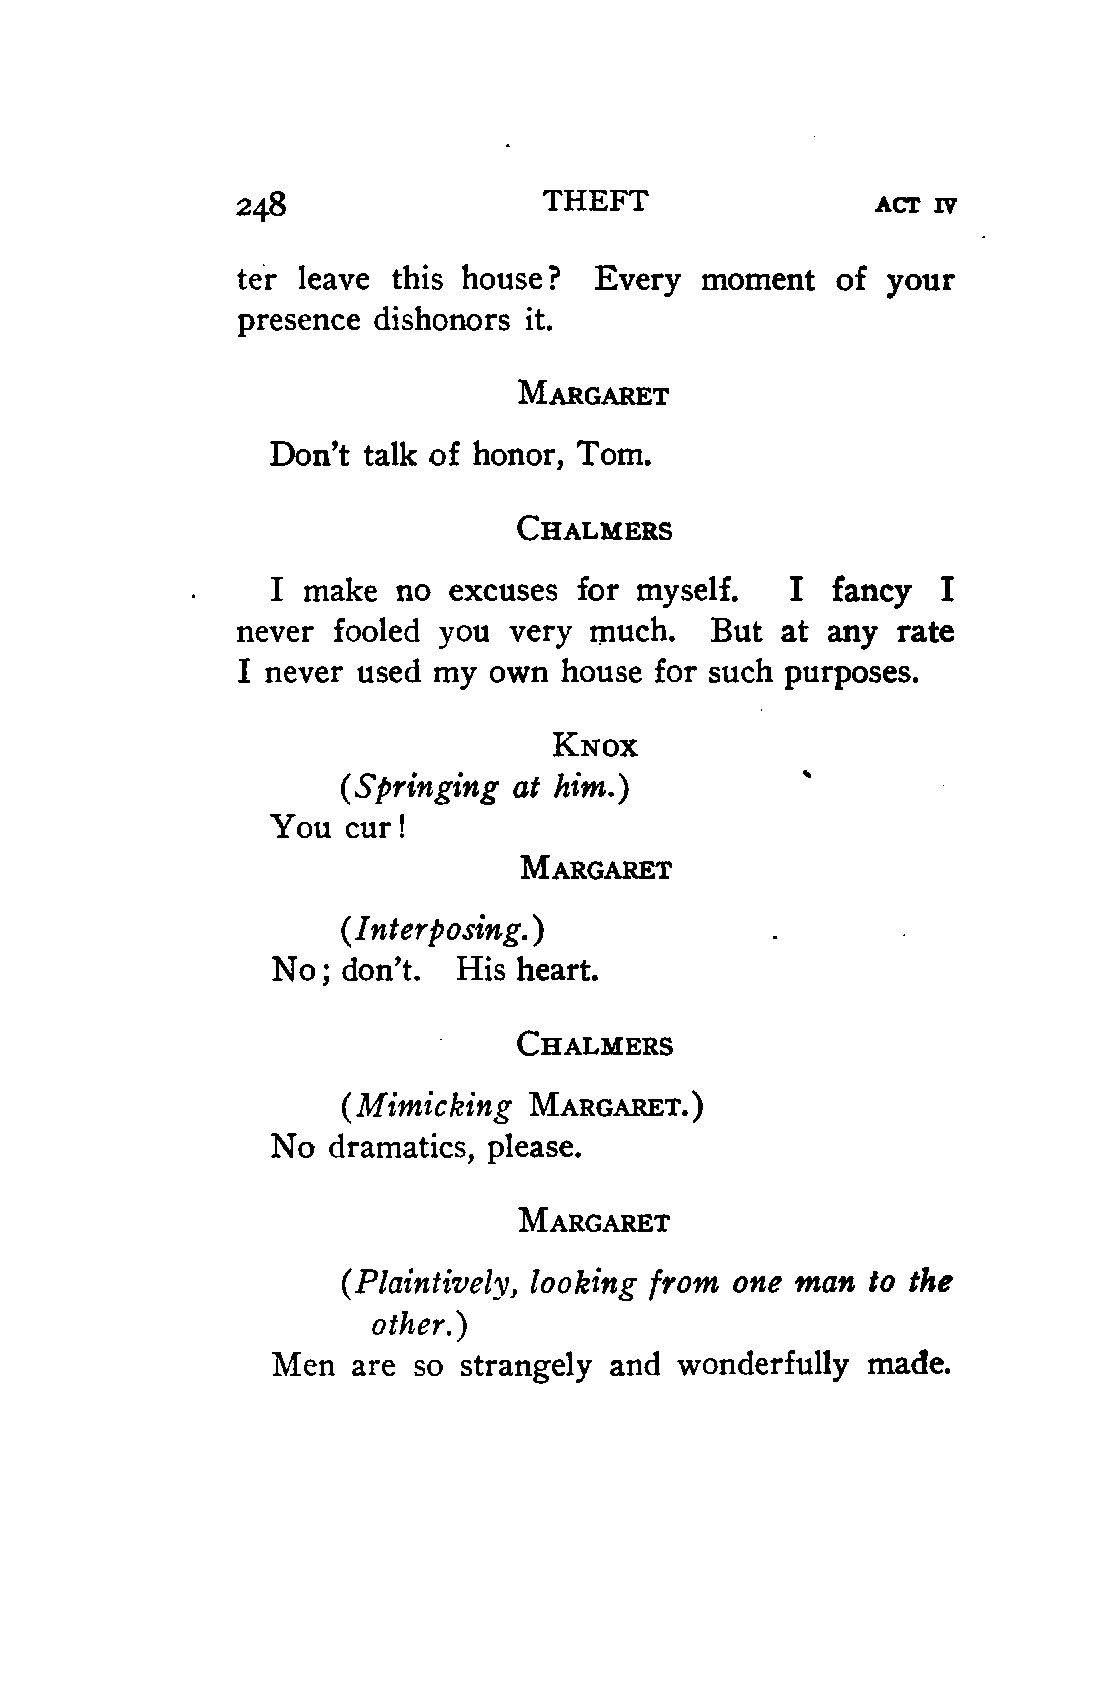 248 THEFT ACT IV
ter leave this house? Every moment of your
presence dishonors it.
MARGARET
Don't talk of honor, Tom.
CHALMERS
I make no excuses for myself. I fancy I
never fooled you very much. But at any rate
I never used my own house for such purposes.
KNOX
(Springing at him.)
You cur!
MARGARET
(Interposing.)
No; don't. His heart.
CHALMERS
(Mimicking MARGARET.)
No dramatics, please.
MARGARET
(Plaintively, looking from one man to the
other.)
Men are so strangely and wonderfully made.